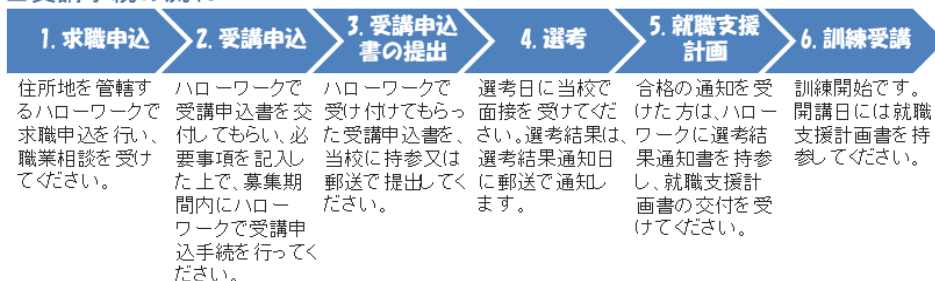 1. 求職申込
2. 受講申込
3. 受講申込
書の提出
4. 選考
5. 就職支援
計画
6. 訓練受講
住所地を管轄す
るハローワークで
求職申込を行い、
職業相談を受け
てください。
ハローワークで
受講申込書を交
付してもらい、必
要事項を記入し
た上で、募集期
間内にハロー
ワークで受講申
込手続を行ってく
ださい。
ハローワークで
受け付けてもらっ
た受講申込書を、
当校に持参又は
郵送で提出してく
ださい。
選考日に当校で
面接を受けてくだ
さい。選考結果は、
選考結果通知日
に郵送で通知し
ます。
合格の通知を受
けた方は、ハロー
ワークに選考結
果通知書を持参
し、就職支援計
画書の交付を受
けてください。
訓練開始です。
開講日には就職
支援計画書を持
参してください。